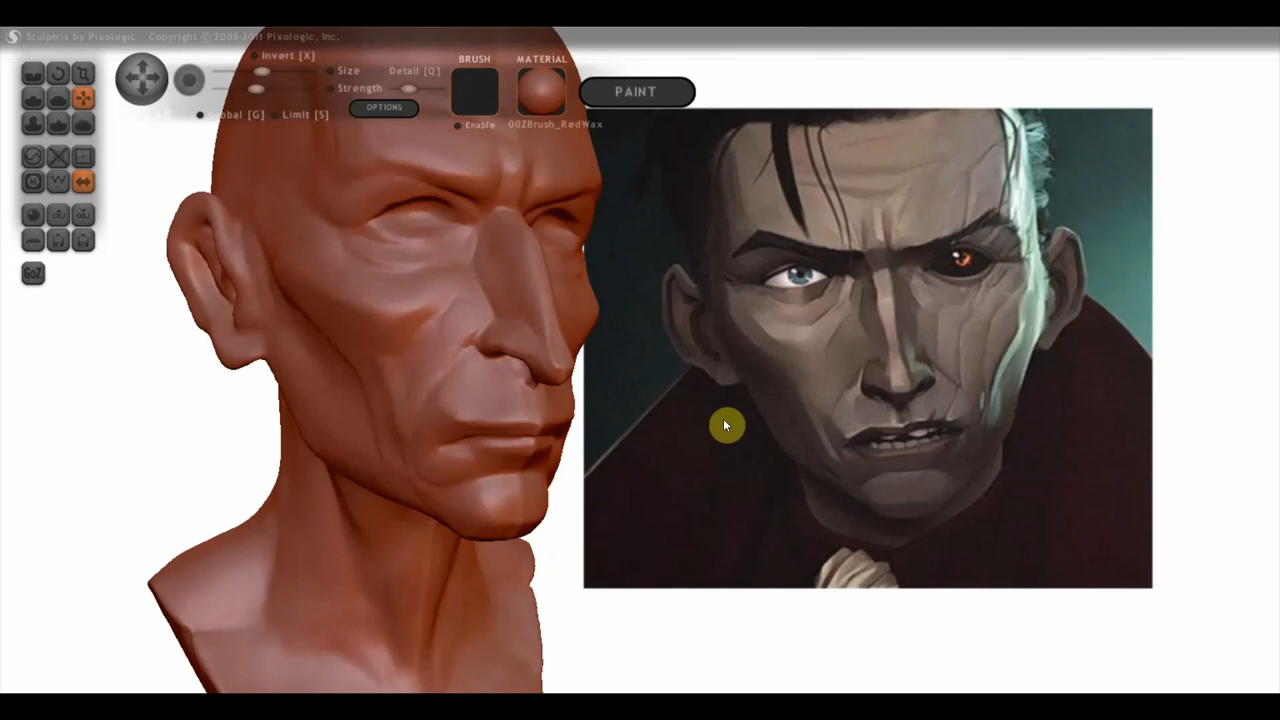 Sculptris by Pixologic Copyright © 2009-2011 Pixologic, Inc.
Invert [X]
BRUSH
MATERIAL
Size
Detail [Q]
Strength
PAINT
OPTIONS
Global [G]
Limit [S]
Enable
00ZBrush_RedWax
GoZ